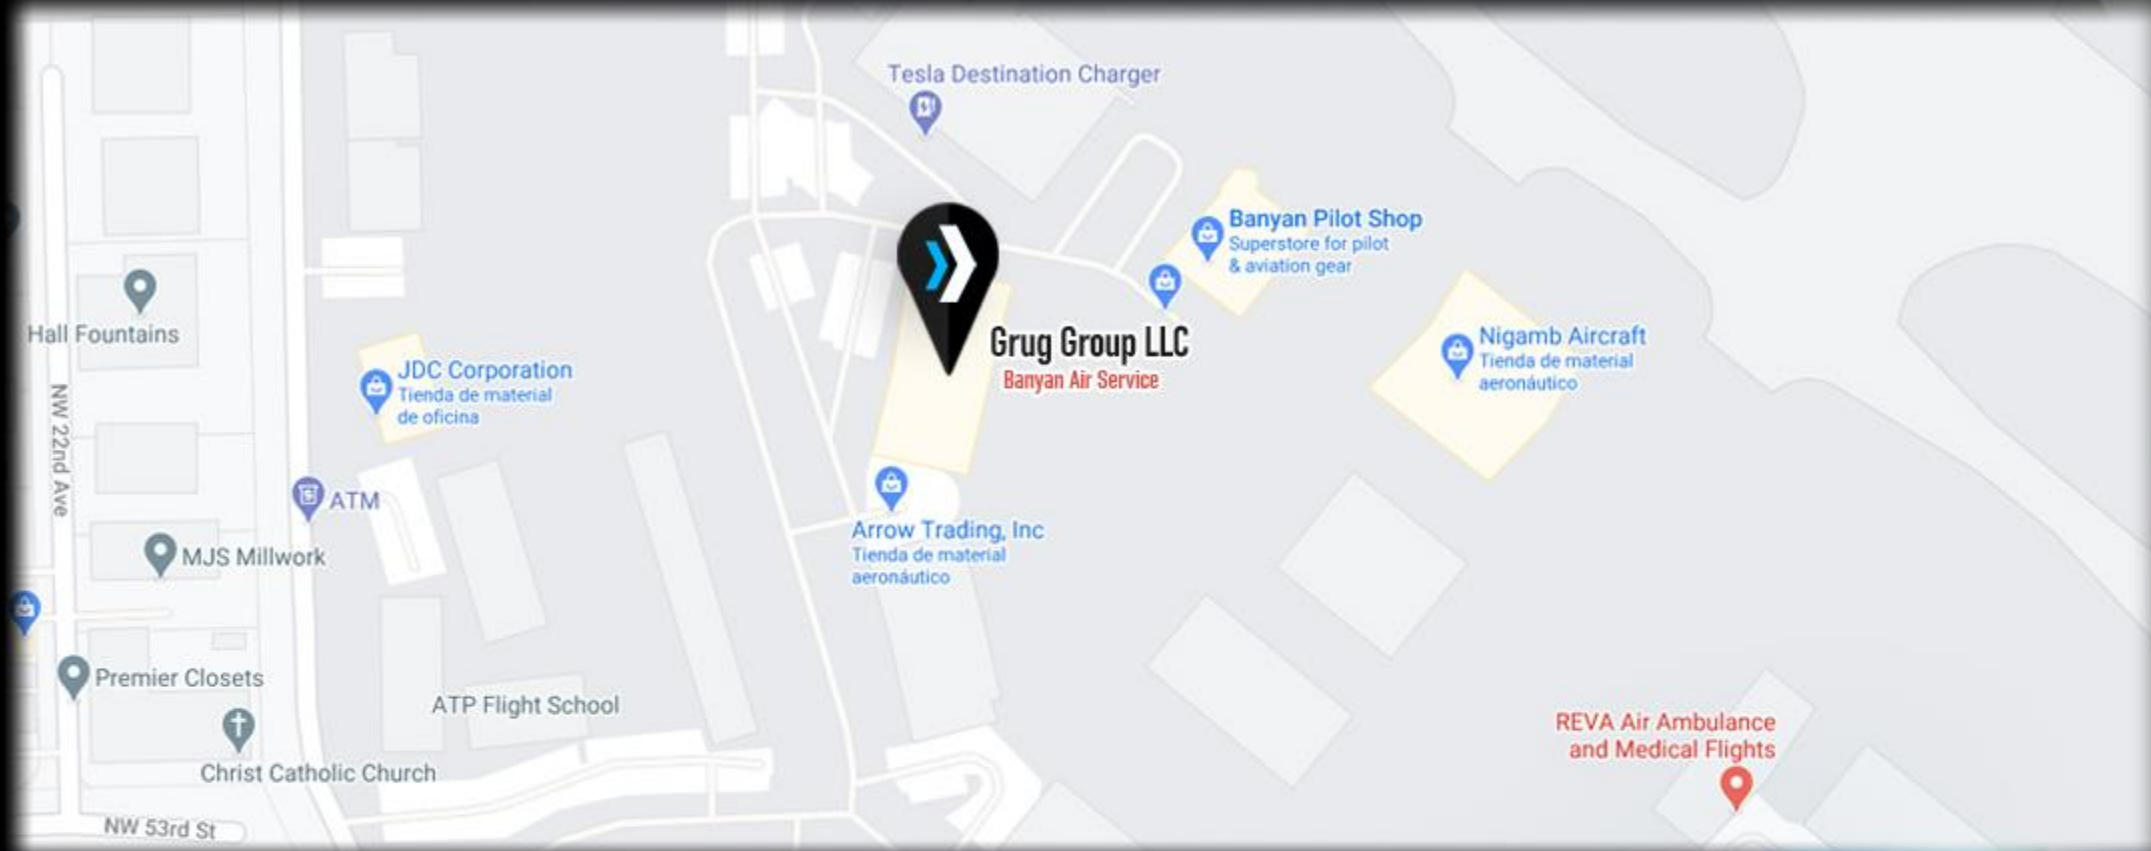 Tesla Destination Charger
Banyan Pilot Shop
Superstore for pilot
& aviation gear
Hall Fountains
Grug Group LLC
Banyan Air Service
Nigamb Aircraft
Tienda de material
aeronáutico
JDC Corporation
Tienda de material
de oficina
NW 22nd Ave
ATM
Arrow Trading, Inc
Tienda de material
aeronáutico
MJS Millwork
Premier Closets
ATP Flight School
REVA Air Ambulance
and Medical Flights
Christ Catholic Church
NW 53rd St